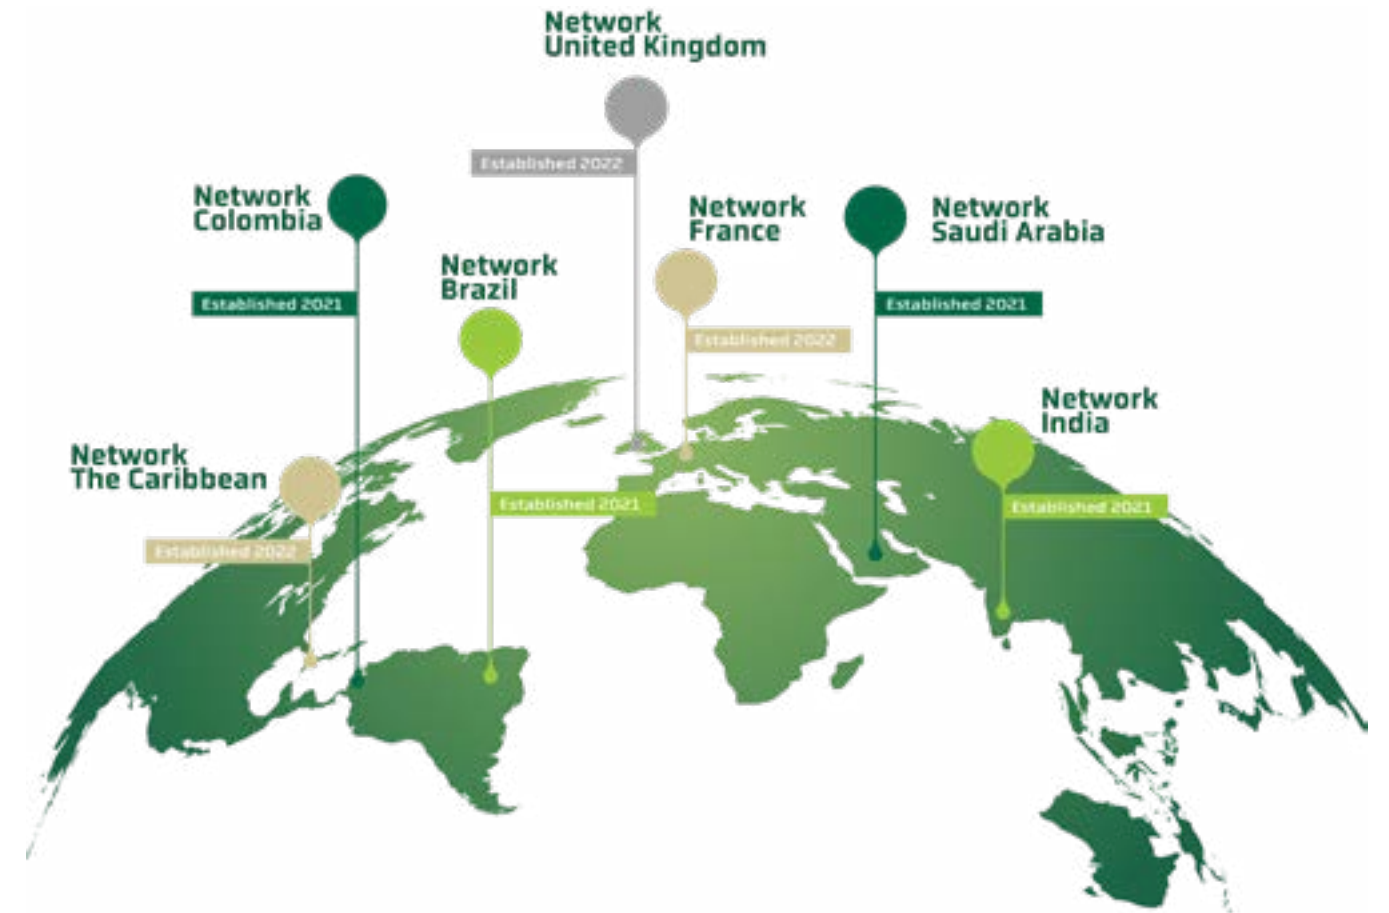 Network
United Kingdom
Established 2022
Network
Colombia
Established 2021
Network
France
Established 2022
Network
Saudi Arabia
Established 2021
Network
Brazil
Established 2021
Network
India
Established 2021
Network
The Caribbean
Established 2022